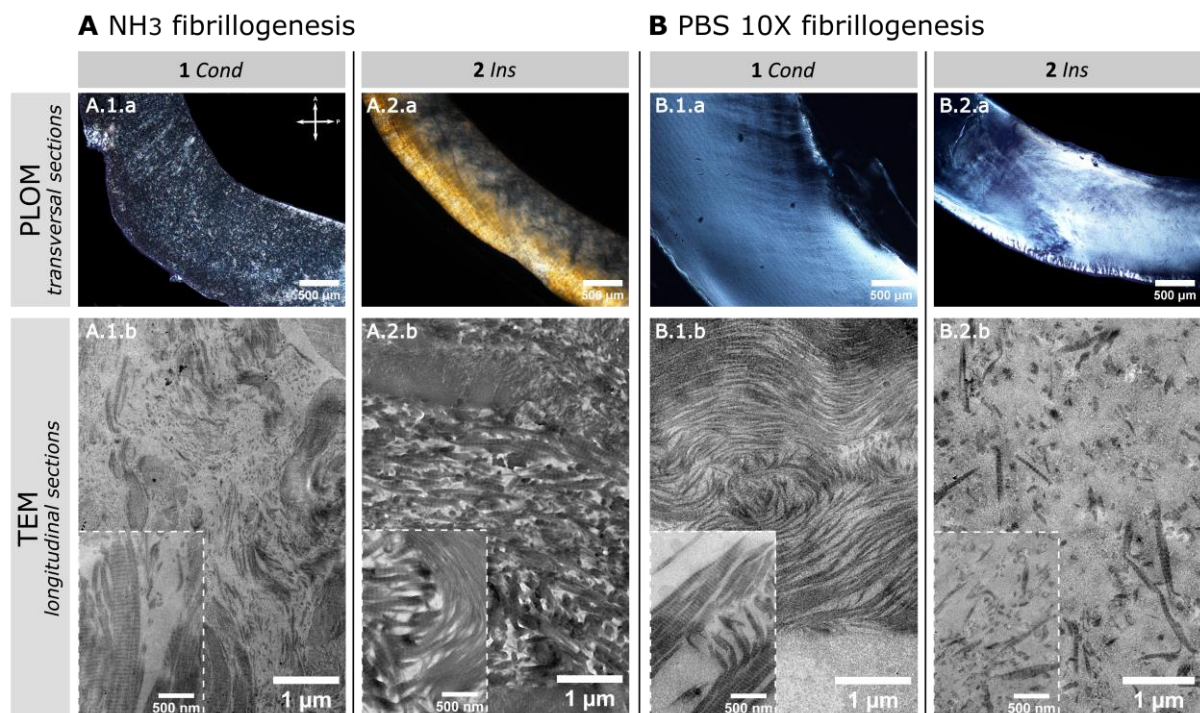 A NH3 fibrillogenesis
B PBS 10X fibrillogenesis
1 Cond
2 Ins
1 Cond
2 Ins
PLOM
transversal sections
A.1.a
A
P
500 µm
A.2.a
500 µm
B.1.a
500 µm
B.2.a
500 µm
TEM
longitudinal sections
A.1.b
500 nm
1 µm
A.2.b
500 nm
1 µm
B.1.b
500 nm
1 µm
B.2.b
500 nm
1 µm